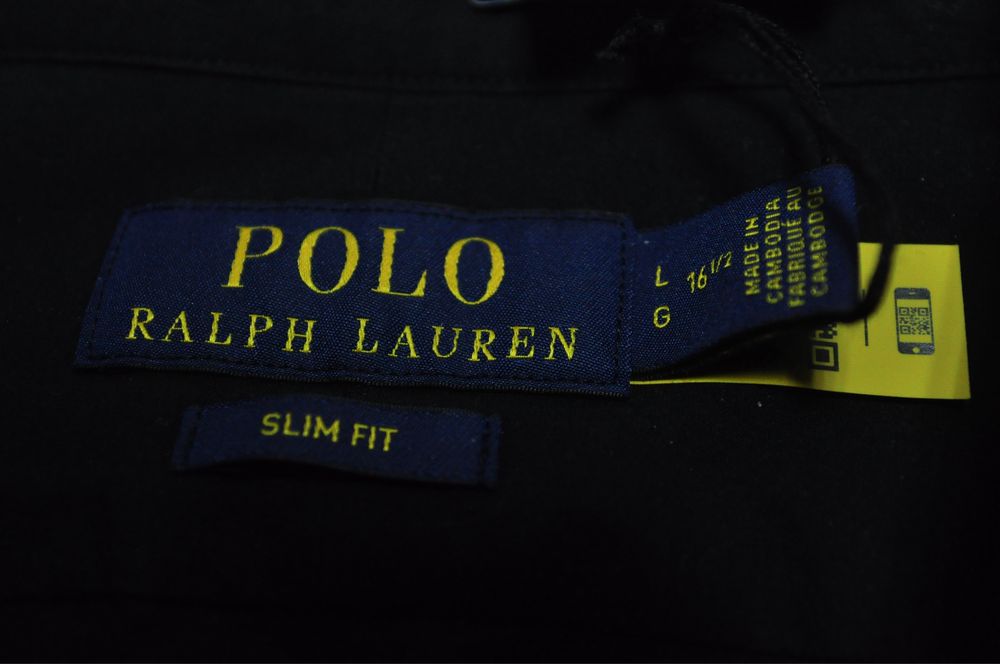 POLO
RALPH LAUREN
L
G
16 1/2
MADE IN
CAMBODIA
FABRIQUÉ AU
CAMBODGE
SLIM FIT